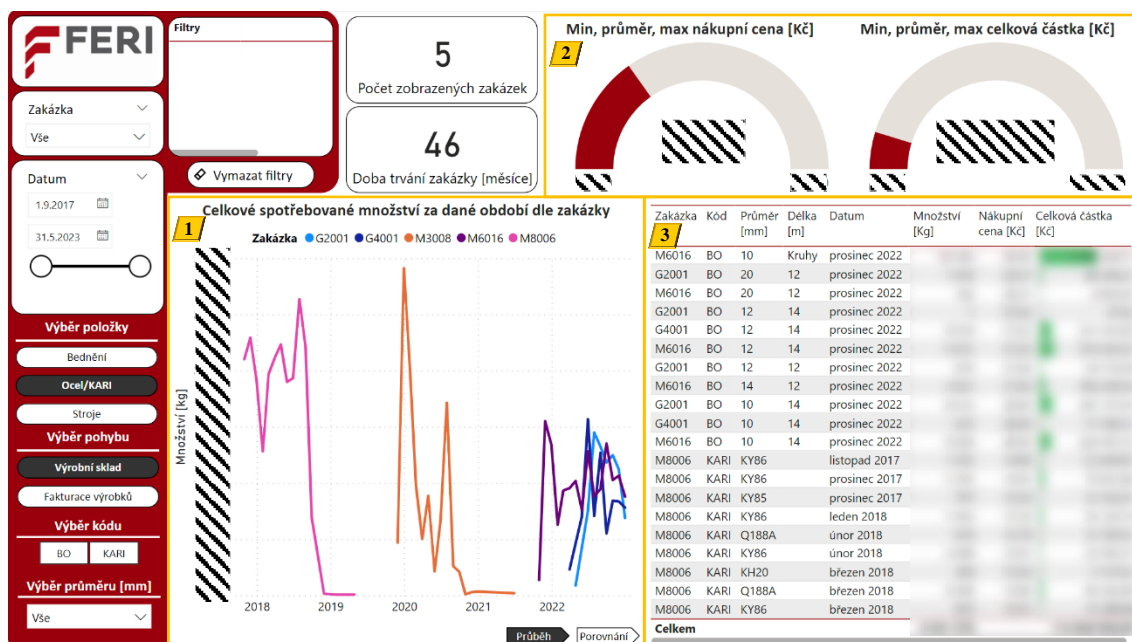 FERI
Zakázka
Vše
Datum
1.9.2017
31.5.2023
Výběr položky
Bednění
Ocel/KARI
Stroje
Výběr pohybu
Výrobní sklad
Fakturace výrobků
Výběr kódu
BO KARI
Výběr průměru [mm]
Vše
Filtry
Vymazat filtry
5
Počet zobrazených zakázek
46
Doba trvání zakázky [měsíce]
2
Min, průměr, max nákupní cena [Kč]
Min, průměr, max celková částka [Kč]
1
Celkové spotřebované množství za dané období dle zakázky
Zakázka G2001 G4001 M3008 M6016 M8006
Množství [kg]
2018 2019 2020 2021 2022
Průběh Porovnání
3
Zakázka Kód Průměr [mm] Délka [m] Datum Množství [Kg] Nákupní cena [Kč] Celková částka [Kč]
M6016 BO 10 Kruhy prosinec 2022
G2001 BO 20 12 prosinec 2022
M6016 BO 20 12 prosinec 2022
G2001 BO 12 14 prosinec 2022
G4001 BO 12 14 prosinec 2022
M6016 BO 12 14 prosinec 2022
G2001 BO 12 12 prosinec 2022
M6016 BO 14 12 prosinec 2022
G2001 BO 10 14 prosinec 2022
G4001 BO 10 14 prosinec 2022
M6016 BO 10 14 prosinec 2022
M8006 KARI KY86 listopad 2017
M8006 KARI KY86 prosinec 2017
M8006 KARI KY85 prosinec 2017
M8006 KARI KY86 leden 2018
M8006 KARI Q188A únor 2018
M8006 KARI KY86 únor 2018
M8006 KARI KH20 březen 2018
M8006 KARI Q188A březen 2018
M8006 KARI KY86 březen 2018
Celkem